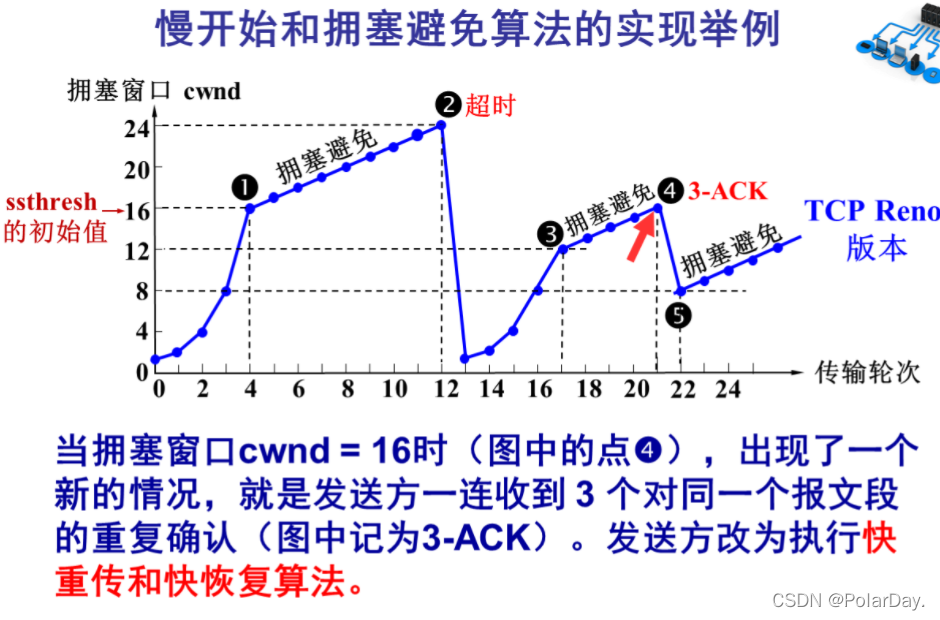 慢开始和拥塞避免算法的实现举例
拥塞窗口 cwnd
❷ 超时
24
20
16
12
8
4
0
ssthresh
的初始值
❶
拥塞避免
❸
拥塞避免
❹ 3-ACK
拥塞避免
❺
TCP Reno
版本
0 2 4 6 8 10 12 14 16 18 20 22 24
传输轮次
当拥塞窗口cwnd = 16时（图中的点❹），出现了一个
新的情况，就是发送方一连收到 3 个对同一个报文段
的重复确认（图中记为3-ACK）。发送方改为执行快
重传和快恢复算法。
CSDN @PolarDay.